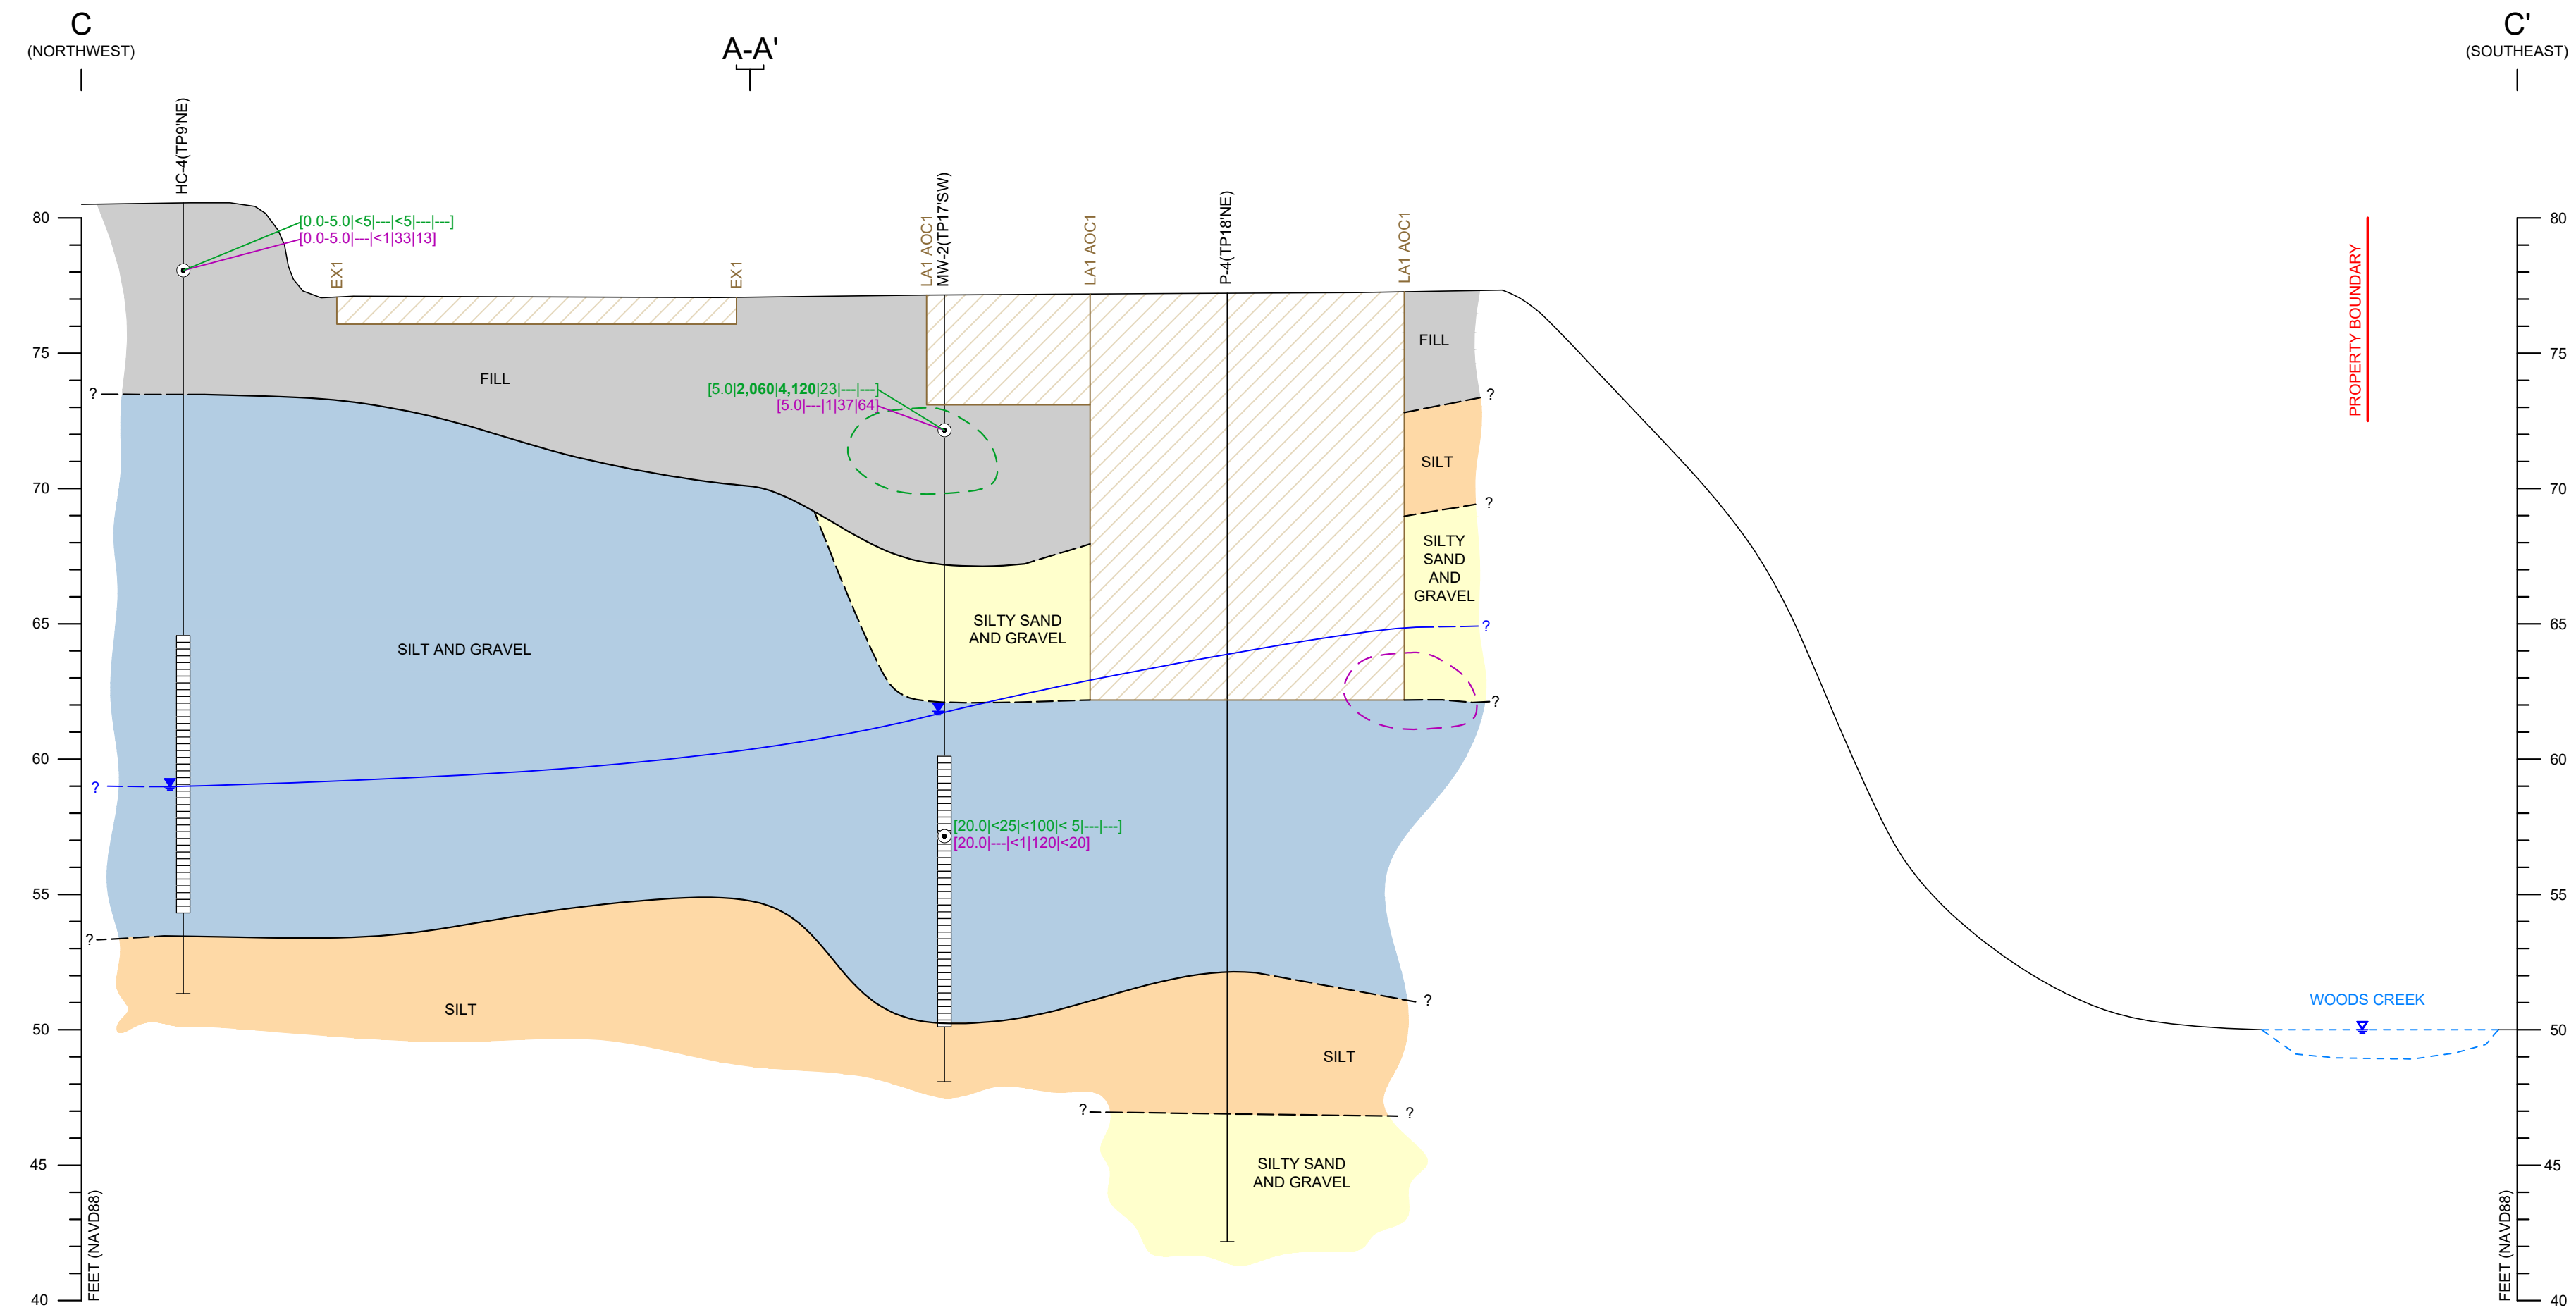 C
(NORTHWEST)
A-A'
C'
(SOUTHEAST)
HC-4(TP9'NE)
[0.0-5.0|<5|---|<5|---|---]
[0.0-5.0|---|<1|33|13]
EX1
EX1
LA1 AOC1
MW-2(TP17'SW)
LA1 AOC1
P-4(TP18'NE)
LA1 AOC1
PROPERTY BOUNDARY
80
75
70
65
60
55
50
45
40
FEET (NAVD88)
FILL
[5.0|2,060|4,120|23|---|---]
[5.0|---|1|37|64]
FILL
?
?
SILT
?
SILTY
SAND
AND
GRAVEL
SILTY SAND
AND GRAVEL
?
SILT AND GRAVEL
?
?
[20.0|<25|<100|< 5|---|---]
[20.0|---|<1|120|<20]
?
?
SILT
SILT
?
?
SILTY SAND
AND GRAVEL
WOODS CREEK
80
75
70
65
60
55
50
45
40
FEET (NAVD88)